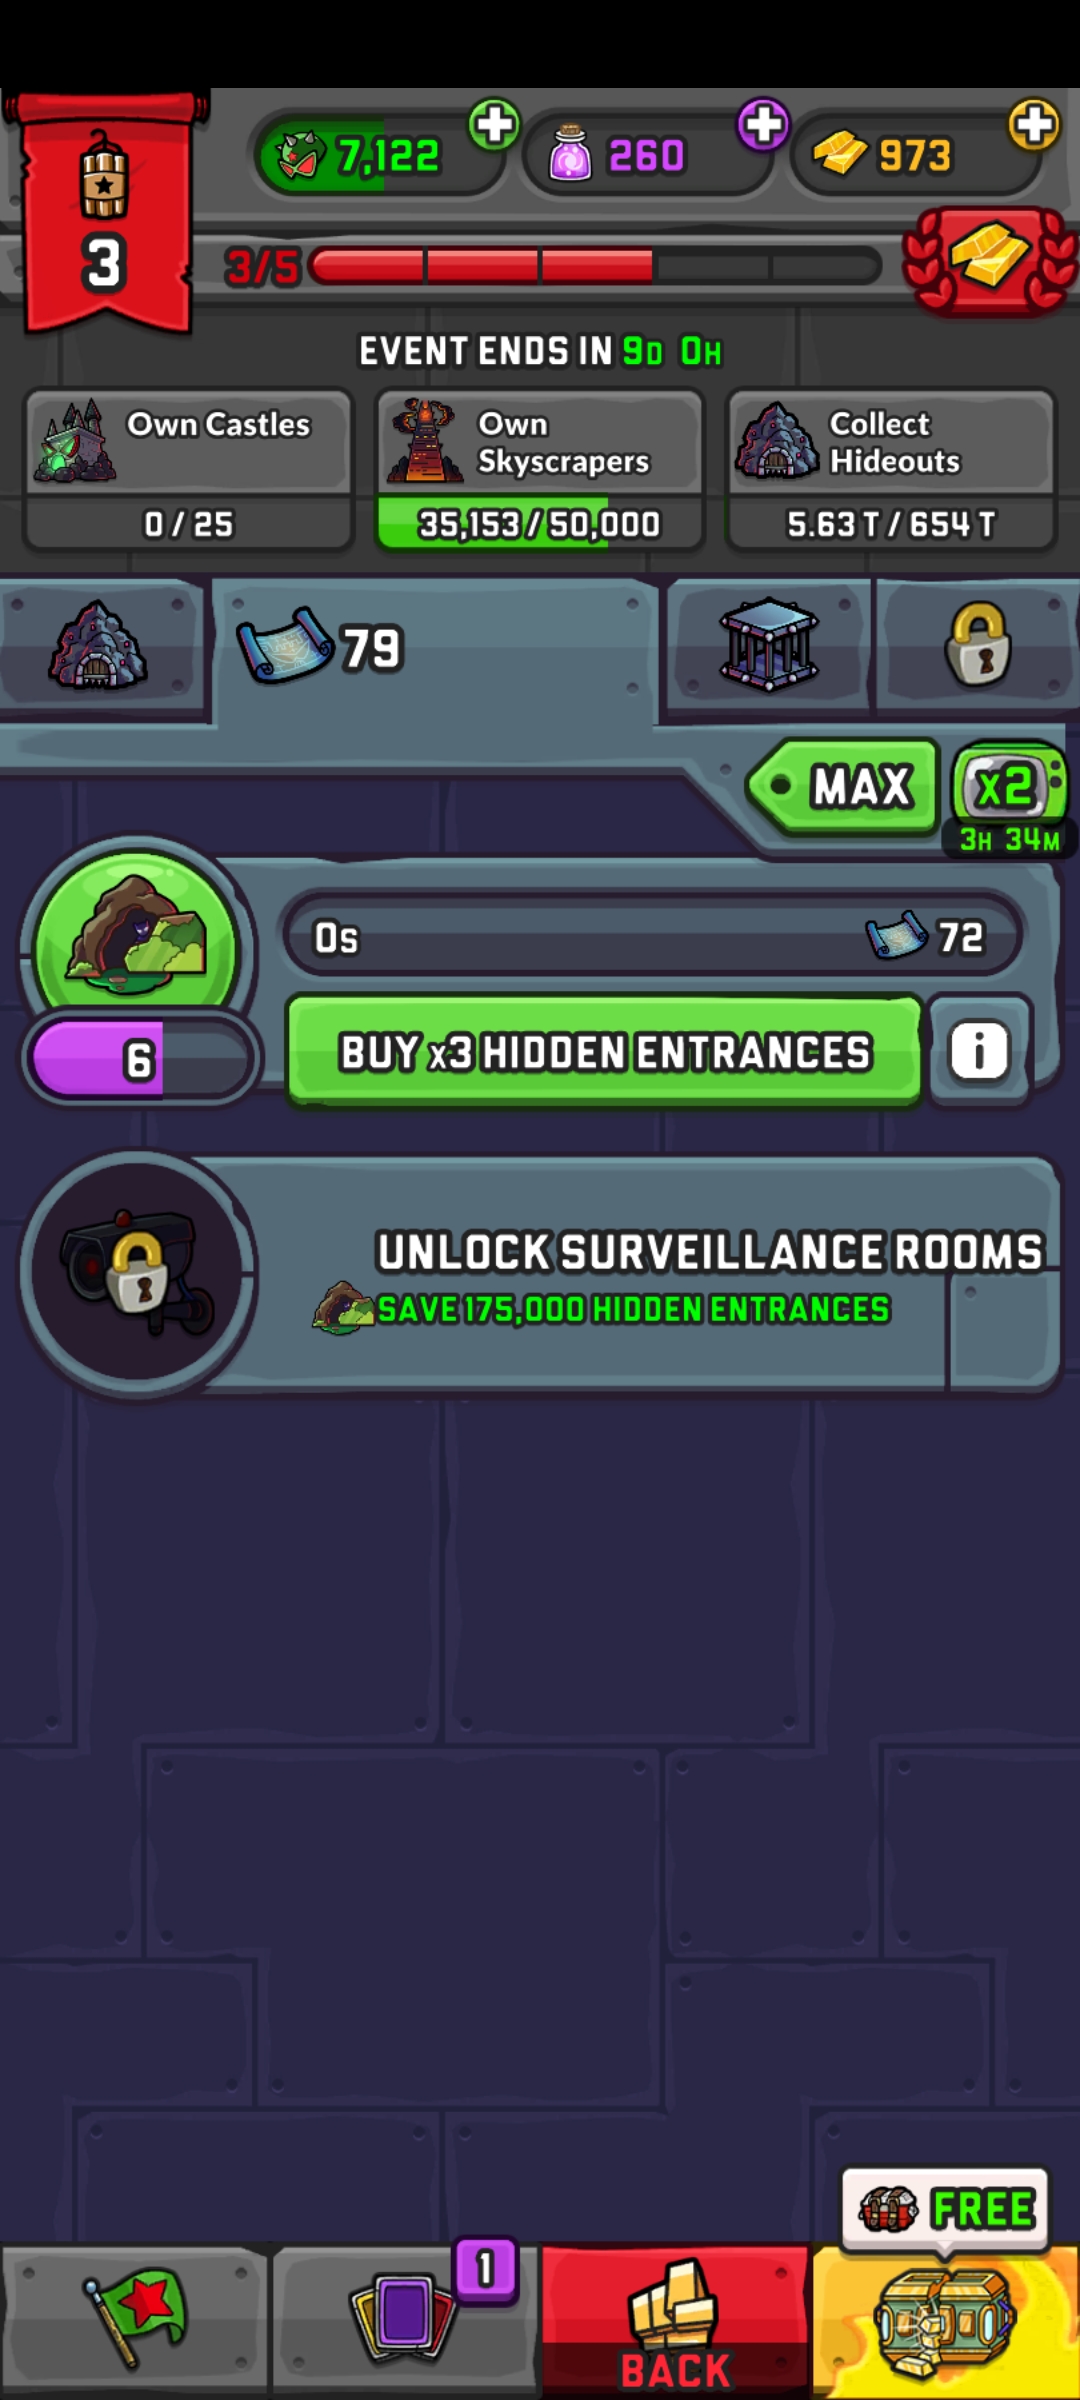 7,122
260
973
3
3/5
EVENT ENDS IN 9D 0H
Own Castles
0 / 25
Own
Skyscrapers
35,153 / 50,000
Collect
Hideouts
5.63 T / 654 T
79
MAX
x2
3H 34M
0s
72
6
BUY x3 HIDDEN ENTRANCES
i
UNLOCK SURVEILLANCE ROOMS
SAVE 175,000 HIDDEN ENTRANCES
FREE
1
BACK